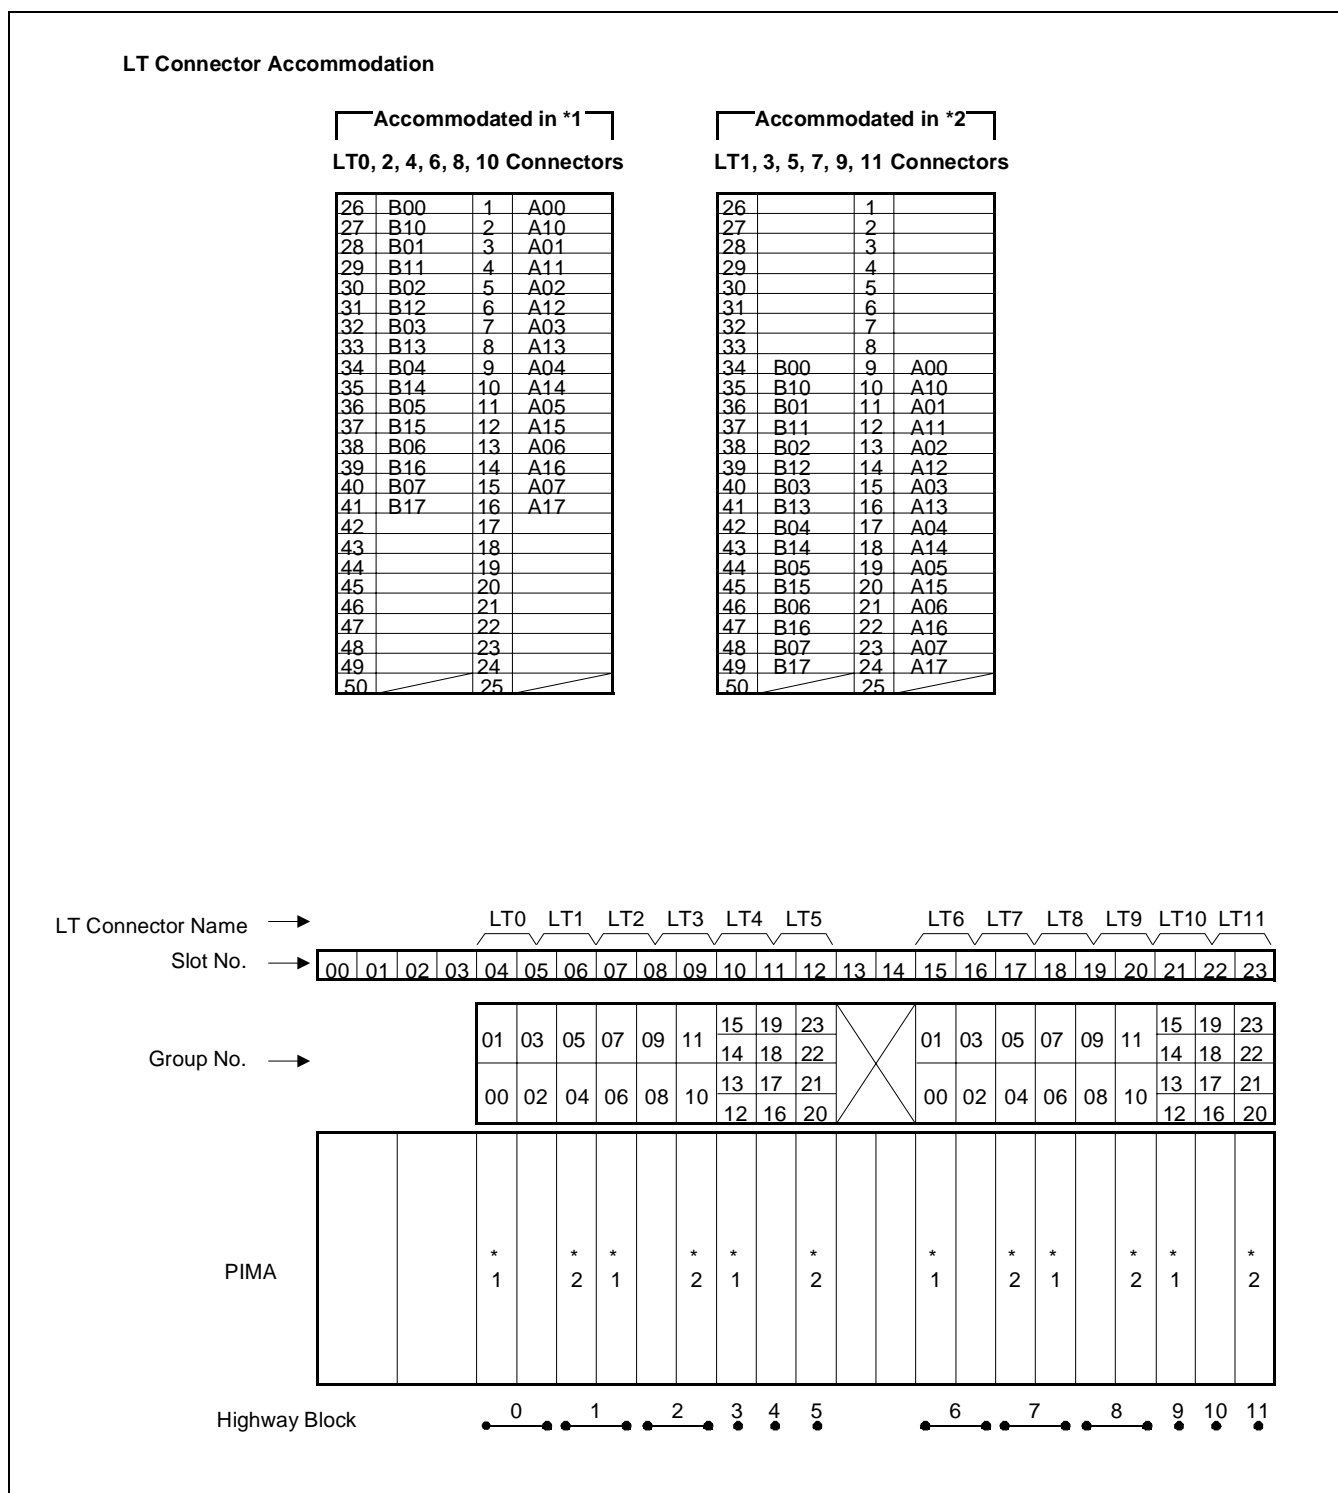 LT Connector Accommodation
Accommodated in *1 Accommodated in *2
LT0, 2, 4, 6, 8, 10 Connectors LT1, 3, 5, 7, 9, 11 Connectors
26 B00 1 A00 26 1
27 B10 2 A10 27 2
28 B01 3 A01 28 3
29 B11 4 A11 29 4
30 B02 5 A02 30 5
31 B12 6 A12 31 6
32 B03 7 A03 32 7
33 B13 8 A13 33 8
34 B04 9 A04 34 B00 9 A00
35 B14 10 A14 35 B10 10 A10
36 B05 11 A05 36 B01 11 A01
37 B15 12 A15 37 B11 12 A11
38 B06 13 A06 38 B02 13 A02
39 B16 14 A16 39 B12 14 A12
40 B07 15 A07 40 B03 15 A03
41 B17 16 A17 41 B13 16 A13
42 17 42 B04 17 A04
43 18 43 B14 18 A14
44 19 44 B05 19 A05
45 20 45 B15 20 A15
46 21 46 B06 21 A06
47 22 47 B16 22 A16
48 23 48 B07 23 A07
49 24 49 B17 24 A17
50 25 50 25
LT Connector Name LT0 LT1 LT2 LT3 LT4 LT5 LT6 LT7 LT8 LT9 LT10 LT11
Slot No. 00 01 02 03 04 05 06 07 08 09 10 11 12 13 14 15 16 17 18 19 20 21 22 23
15 19 23 15 19 23
01 03 05 07 09 11 01 03 05 07 09 11
14 18 22 14 18 22
Group No.
13 17 21 13 17 21
00 02 04 06 08 10 00 02 04 06 08 10
12 16 20 12 16 20
* * * * * * * * * * * *
PIMA 1 2 1 2 1 2 1 2 1 2 1 2
Highway Block 0 1 2 3 4 5 6 7 8 9 10 11